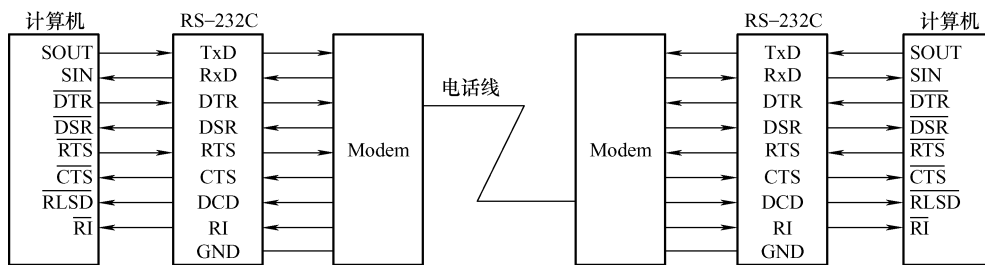 计算机 RS-232C RS-232C 计算机
SOUT TxD TxD SOUT
SIN RxD RxD SIN
DTR DTR 电话线 DTR DTR
DSR DSR DSR DSR
RTS RTS Modem Modem RTS RTS
CTS CTS CTS CTS
RLSD DCD DCD RLSD
RI RI RI RI
GND GND